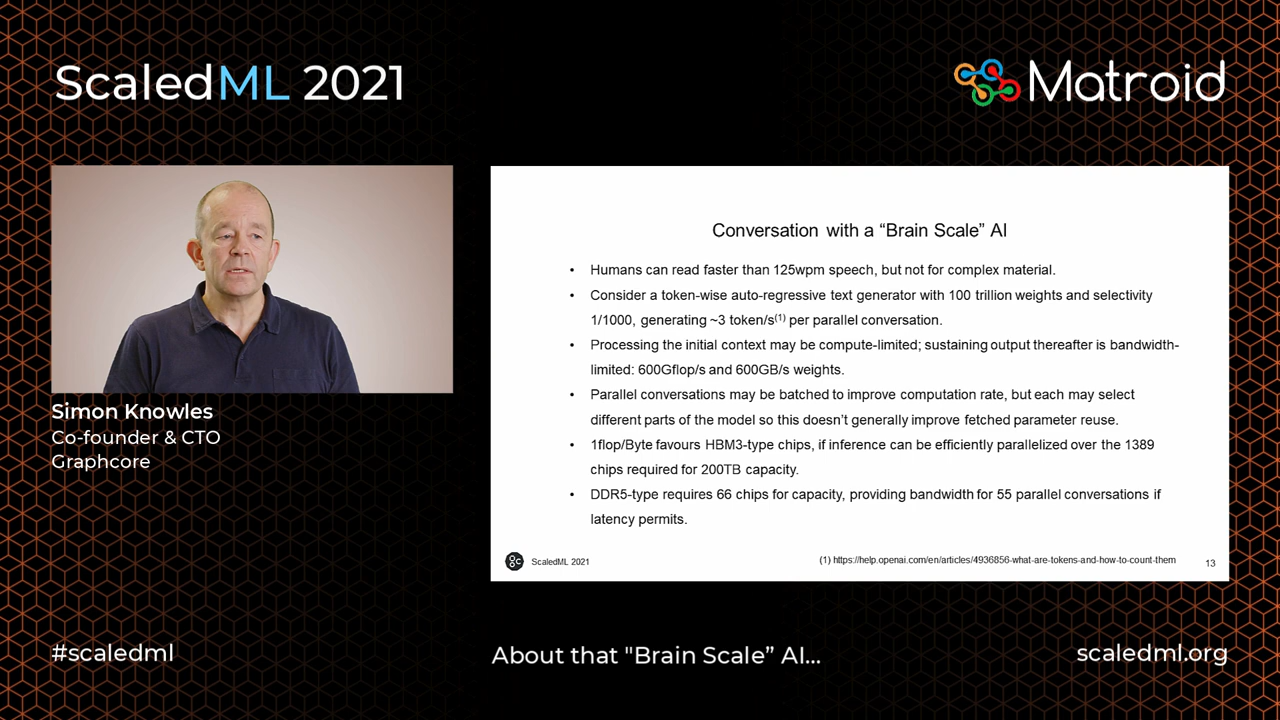 ScaledML 2021
Matroid
Simon Knowles
Co-founder & CTO
Graphcore
Conversation with a “Brain Scale” AI
• Humans can read faster than 125wpm speech, but not for complex material.
• Consider a token-wise auto-regressive text generator with 100 trillion weights and selectivity
1/1000, generating ~3 token/s(1) per parallel conversation.
• Processing the initial context may be compute-limited; sustaining output thereafter is bandwidth-
limited: 600Gflop/s and 600GB/s weights.
• Parallel conversations may be batched to improve computation rate, but each may select
different parts of the model so this doesn’t generally improve fetched parameter reuse.
• 1flop/Byte favours HBM3-type chips, if inference can be efficiently parallelized over the 1389
chips required for 200TB capacity.
• DDR5-type requires 66 chips for capacity, providing bandwidth for 55 parallel conversations if
latency permits.
ScaledML 2021
(1) https://help.openai.com/en/articles/4936856-what-are-tokens-and-how-to-count-them
13
#scaledml
About that "Brain Scale” AI...
scaledml.org